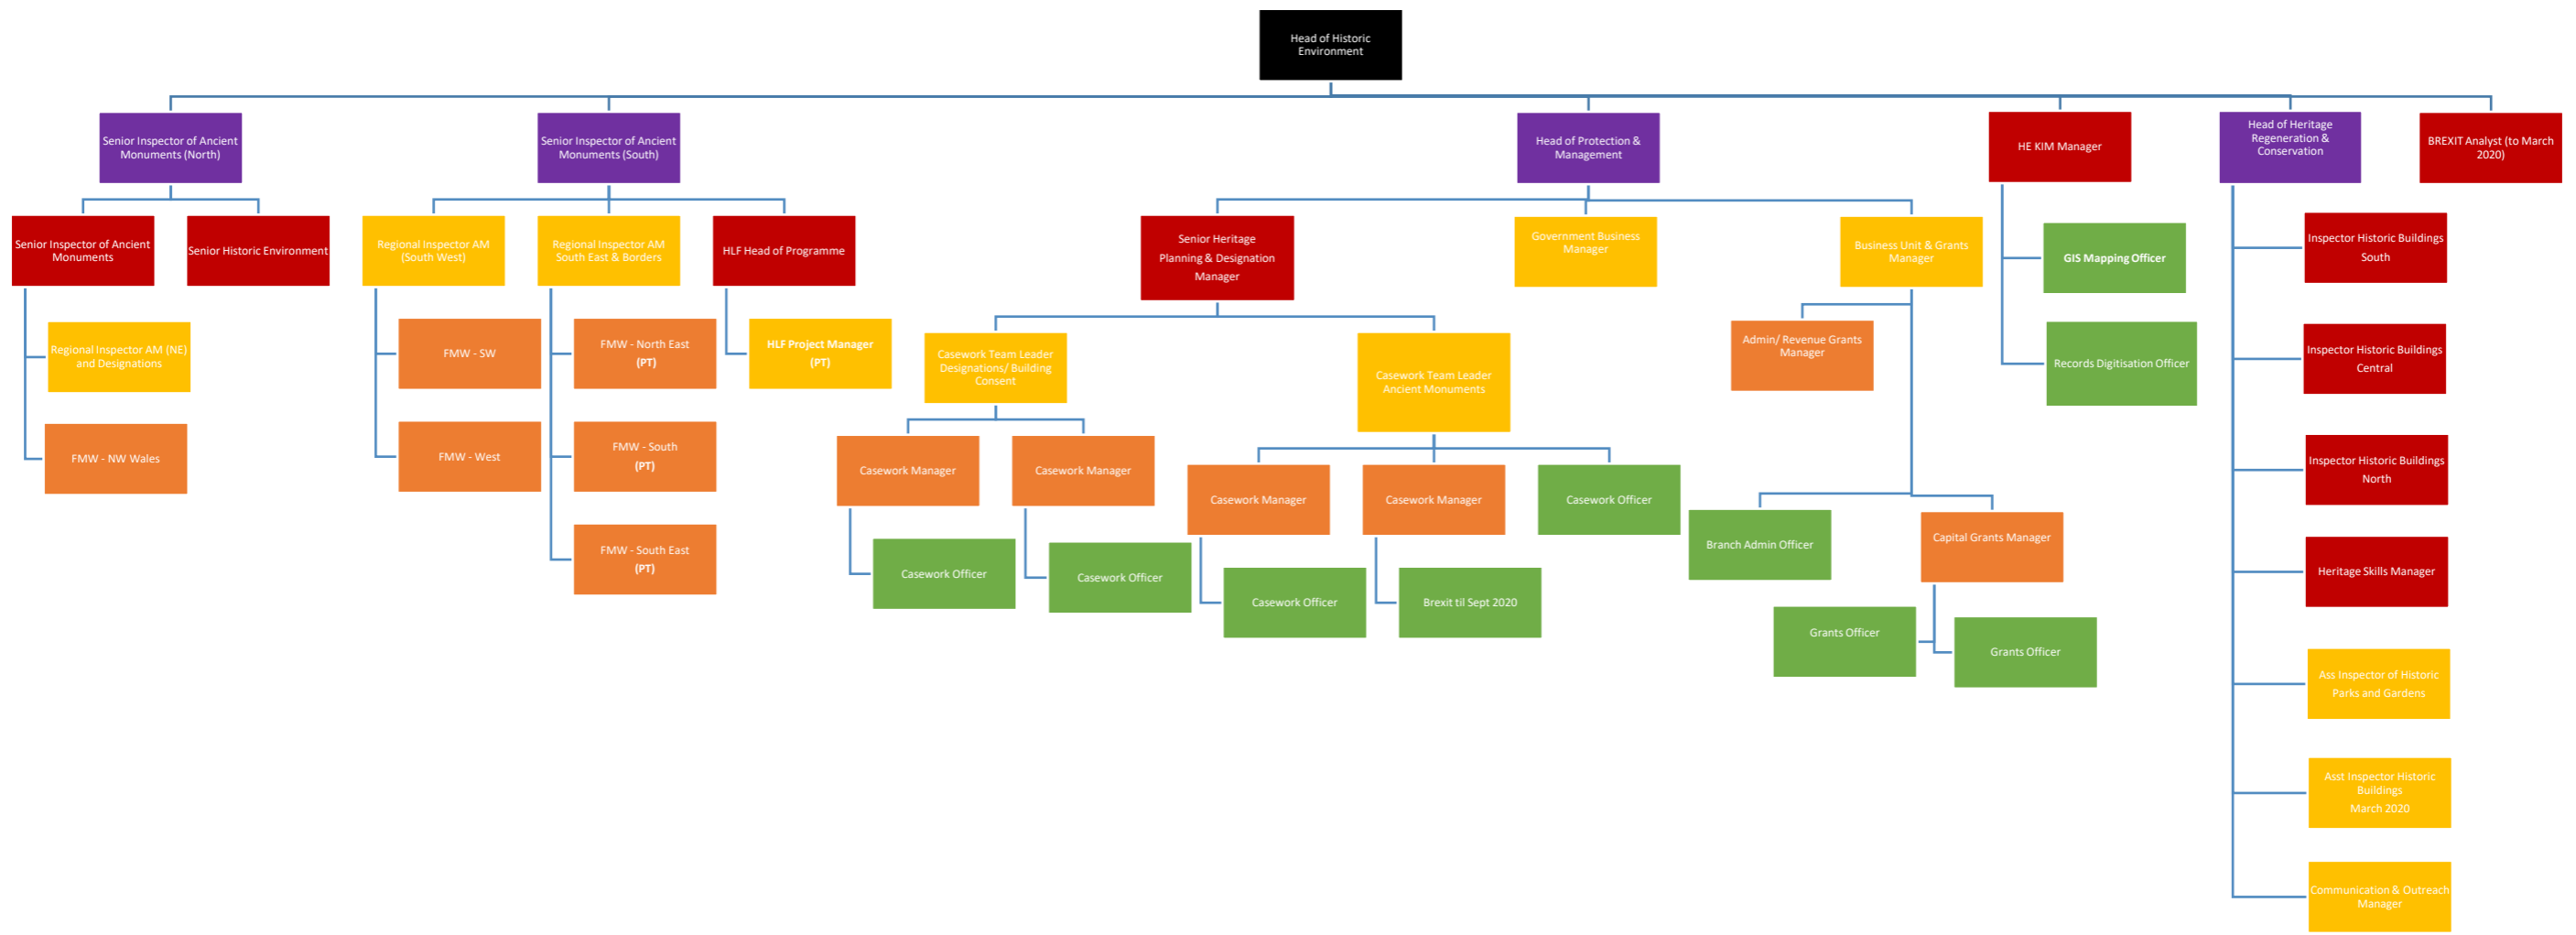 Head of Historic
Environment
Senior Inspector of Ancient
Monuments (North)
Senior Inspector of Ancient
Monuments (South)
Head of Protection &
Management
HE KIM Manager
Head of Heritage
Regeneration &
Conservation
BREXIT Analyst (to March
2020)
Senior Inspector of Ancient
Monuments
Senior Historic Environment
Regional Inspector AM
(South West)
Regional Inspector AM
South East & Borders
HLF Head of Programme
Senior Heritage
Planning & Designation
Manager
Government Business
Manager
Business Unit & Grants
Manager
GIS Mapping Officer
Inspector Historic Buildings
South
Regional Inspector AM (NE)
and Designations
FMW - SW
FMW - North East
(PT)
HLF Project Manager
(PT)
Casework Team Leader
Designations/ Building
Consent
Casework Team Leader
Ancient Monuments
Admin/ Revenue Grants
Manager
Records Digitisation Officer
Inspector Historic Buildings
Central
FMW - NW Wales
FMW - West
FMW - South
(PT)
Casework Manager
Casework Manager
Casework Manager
Casework Manager
Casework Officer
Inspector Historic Buildings
North
FMW - South East
(PT)
Casework Officer
Casework Officer
Casework Officer
Brexit til Sept 2020
Branch Admin Officer
Capital Grants Manager
Heritage Skills Manager
Grants Officer
Grants Officer
Ass Inspector of Historic
Parks and Gardens
Asst Inspector Historic
Buildings
March 2020
Communication & Outreach
Manager